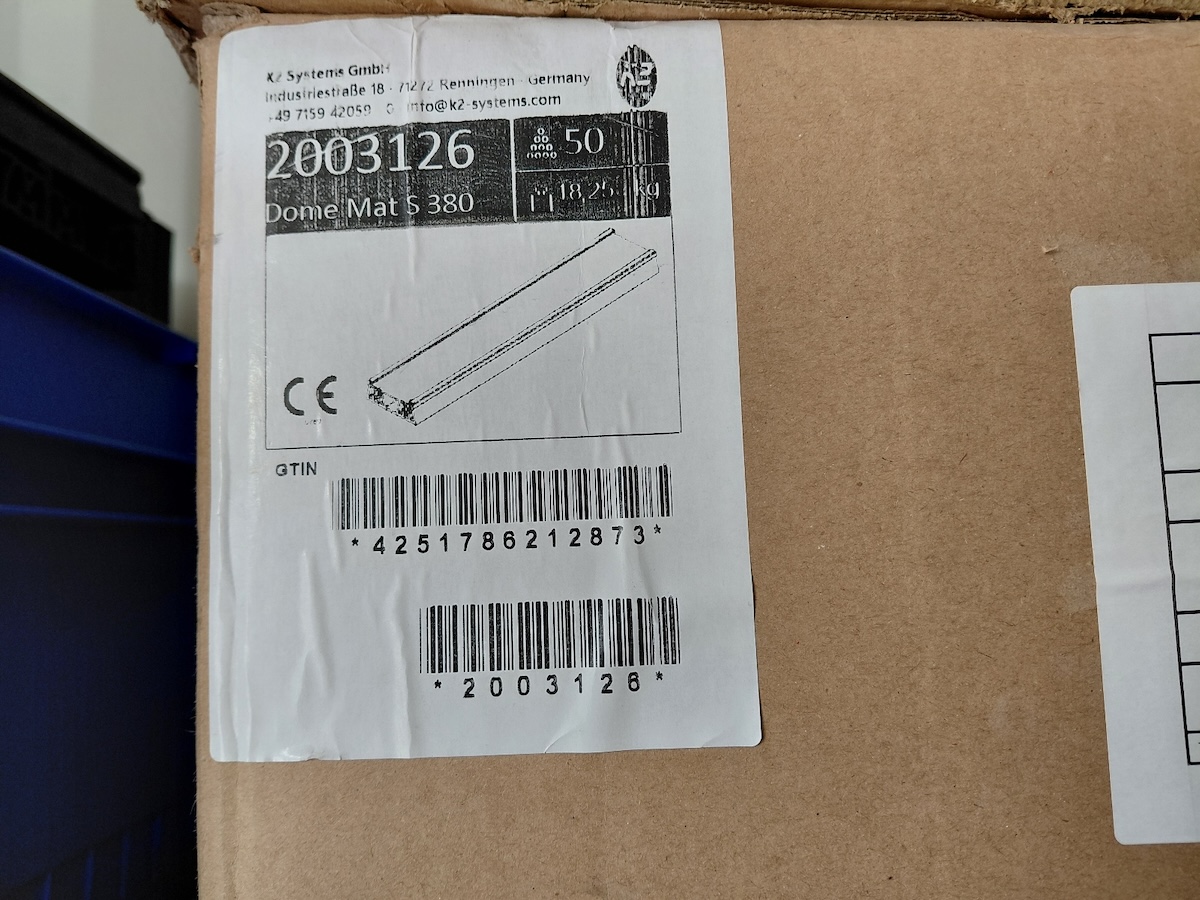 K2 Systems GmbH
Industriestraße 18 · 71272 Renningen · Germany
+49 7159 42059 info@k2-systems.com
K2
2003126
50
Dome Mat S 380
18,25 kg
CE
GTIN
*4251786212873*
*2003126*